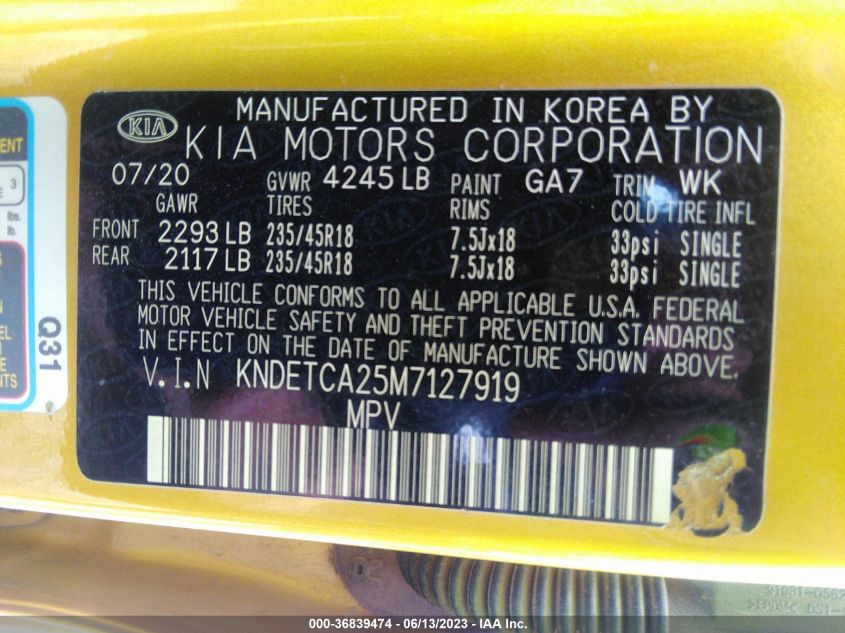 MANUFACTURED IN KOREA BY
KIA
KIA MOTORS CORPORATION
07/20 GVWR 4245 LB PAINT GA7 TRIM WK
GAWR TIRES RIMS COLD TIRE INFL
FRONT 2293 LB 235/45R18 7.5Jx18 33psi SINGLE
REAR 2117 LB 235/45R18 7.5Jx18 33psi SINGLE
THIS VEHICLE CONFORMS TO ALL APPLICABLE U.S.A. FEDERAL
MOTOR VEHICLE SAFETY AND THEFT PREVENTION STANDARDS
IN EFFECT ON THE DATE OF MANUFACTURE SHOWN ABOVE.
V.I.N KNDETCA25M7127919
MPV
Q31
3
lbs.
lb.
000-36839474 - 06/13/2023 - IAA Inc.